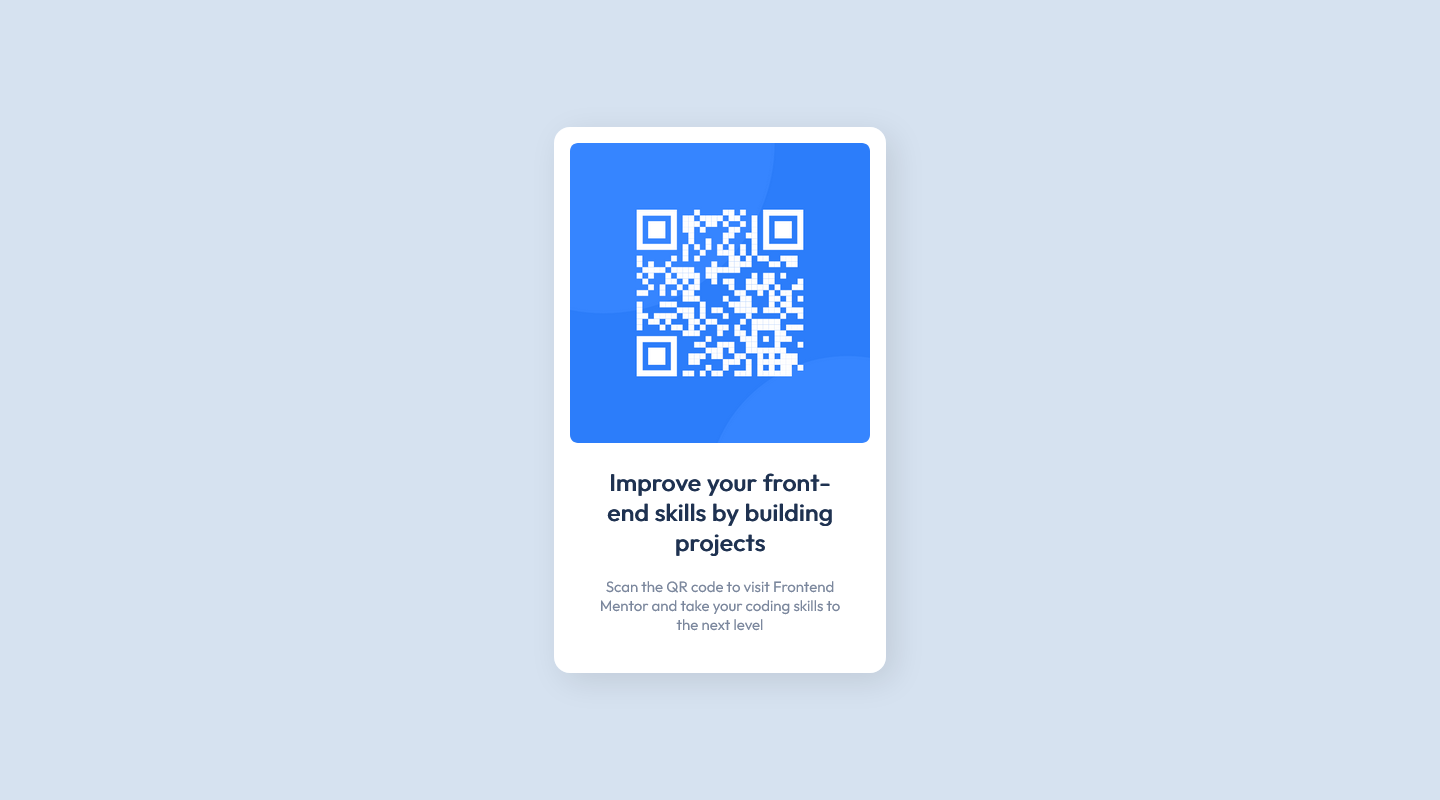 Improve your front-
end skills by building
projects
Scan the QR code to visit Frontend
Mentor and take your coding skills to
the next level